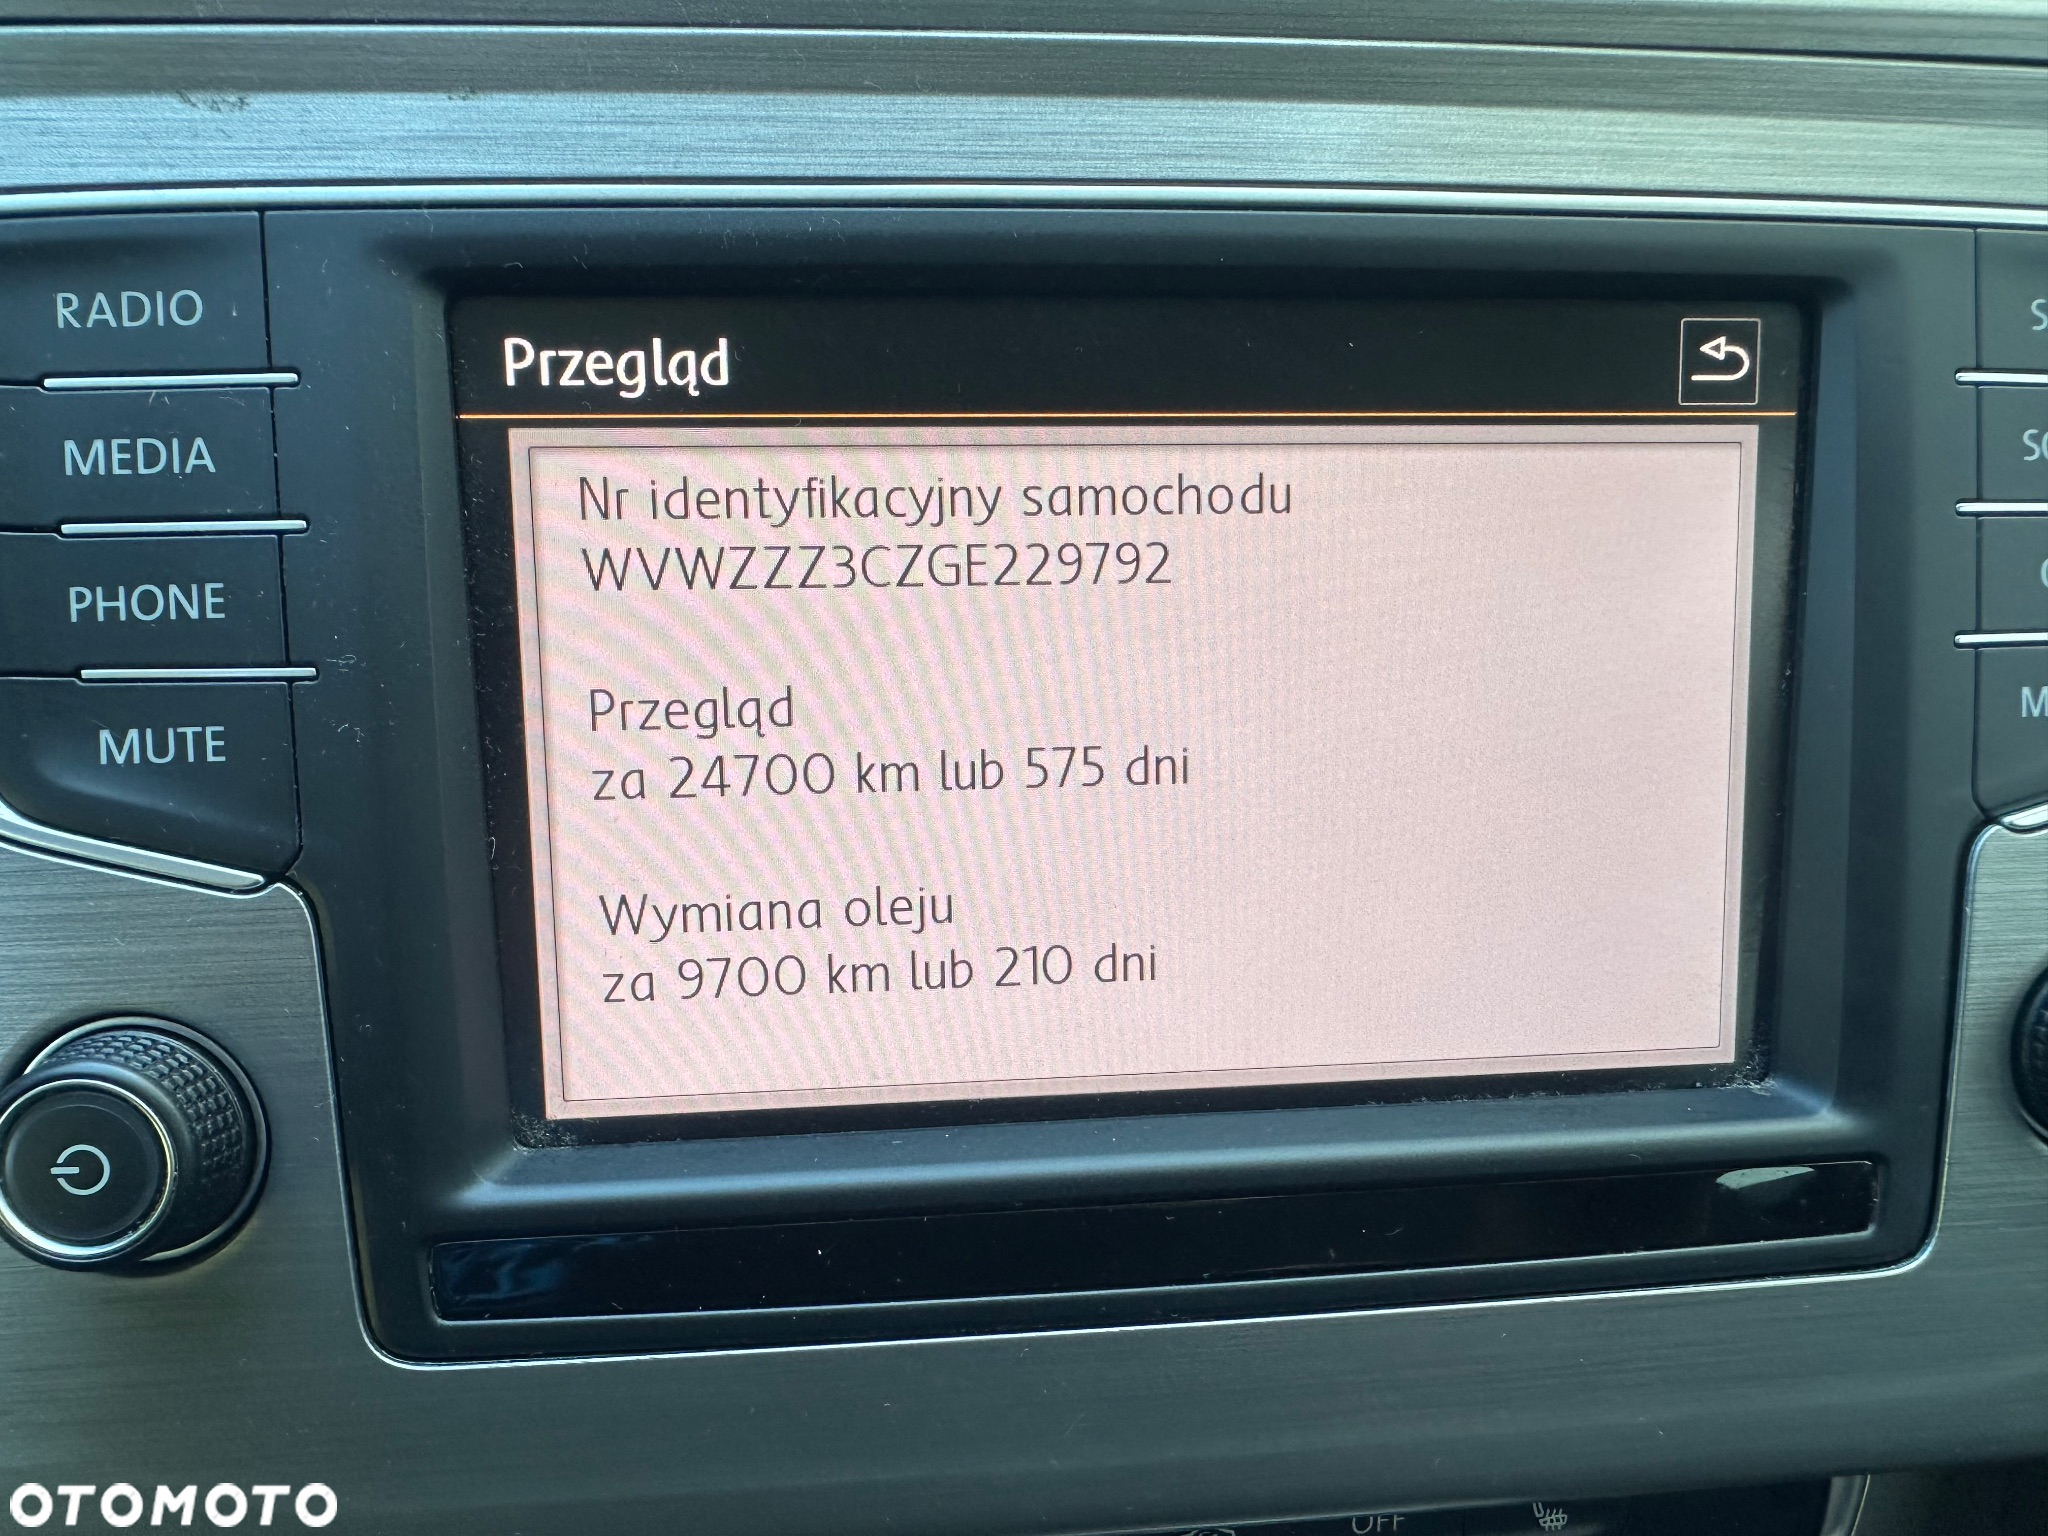 RADIO
MEDIA
PHONE
MUTE
Przegląd
Nr identyfikacyjny samochodu
WVWZZZ3CZGE229792
Przegląd
za 24700 km lub 575 dni
Wymiana oleju
za 9700 km lub 210 dni
OFF
OTOMOTO